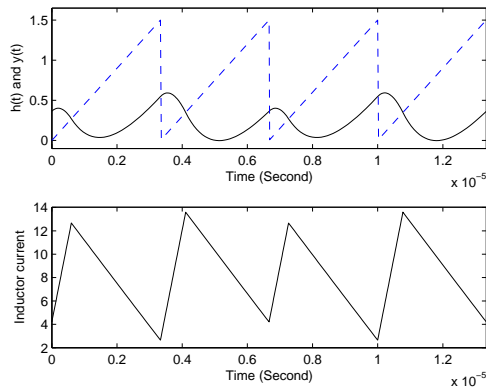 h(t) and y(t)
1.5
1
0.5
0
0 0.2 0.4 0.6 0.8 1 1.2
Time (Second)
x 10⁻⁵
Inductor current
14
12
10
8
6
4
2
0 0.2 0.4 0.6 0.8 1 1.2
Time (Second)
x 10⁻⁵